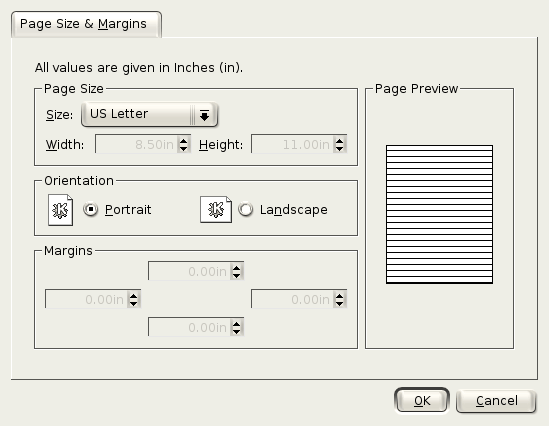 Page Size & Margins
All values are given in Inches (in).
Page Size
Size: US Letter
Width: 8.50in Height: 11.00in
Orientation
Portrait Landscape
Margins
0.00in
0.00in 0.00in
0.00in
Page Preview
OK Cancel